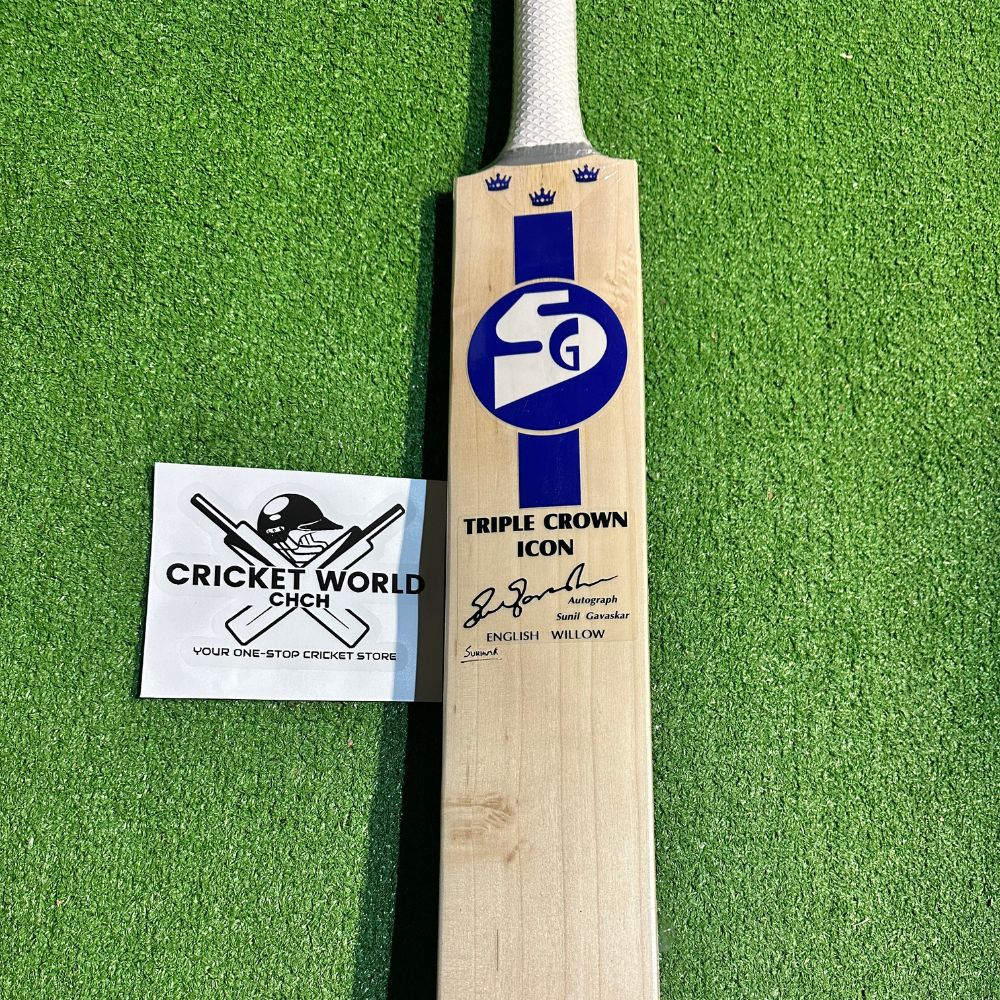 SG
TRIPLE CROWN
ICON
Autograph
Sunil Gavaskar
ENGLISH WILLOW
CRICKET WORLD
CHCH
YOUR ONE-STOP CRICKET STORE